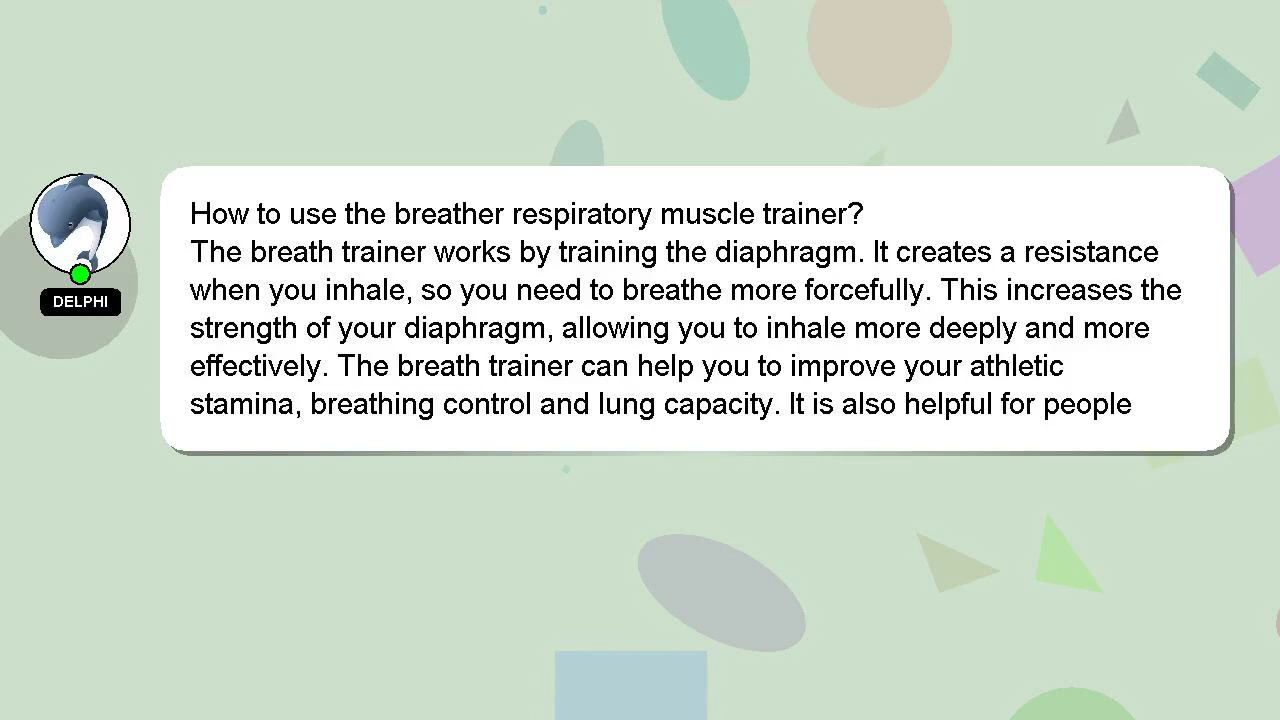 How to use the breather respiratory muscle trainer?
The breath trainer works by training the diaphragm. It creates a resistance
when you inhale, so you need to breathe more forcefully. This increases the
strength of your diaphragm, allowing you to inhale more deeply and more
effectively. The breath trainer can help you to improve your athletic
stamina, breathing control and lung capacity. It is also helpful for people
DELPHI